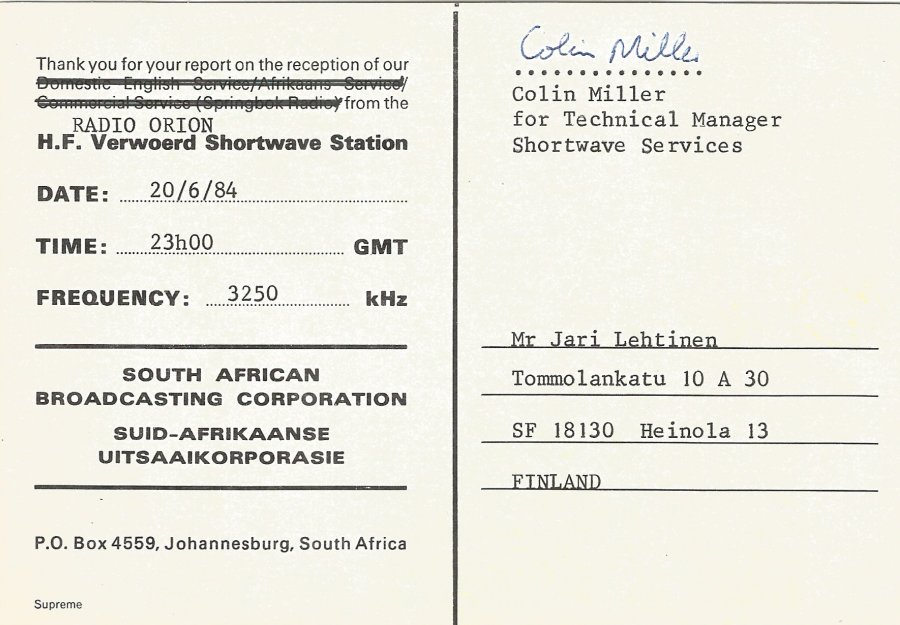 Thank you for your report on the reception of our
Domestic English Service/Afrikaans Service/
Commercial Service (Springbok Radio) from the
RADIO ORION
H.F. Verwoerd Shortwave Station
DATE: 20/6/84
TIME: 23h00 GMT
FREQUENCY: 3250 kHz
SOUTH AFRICAN
BROADCASTING CORPORATION
SUID-AFRIKAANSE
UITSAAIKORPORASIE
P.O. Box 4559, Johannesburg, South Africa
Supreme
Colin Miller
Colin Miller
for Technical Manager
Shortwave Services
Mr Jari Lehtinen
Tommolankatu 10 A 30
SF 18130 Heinola 13
FINLAND